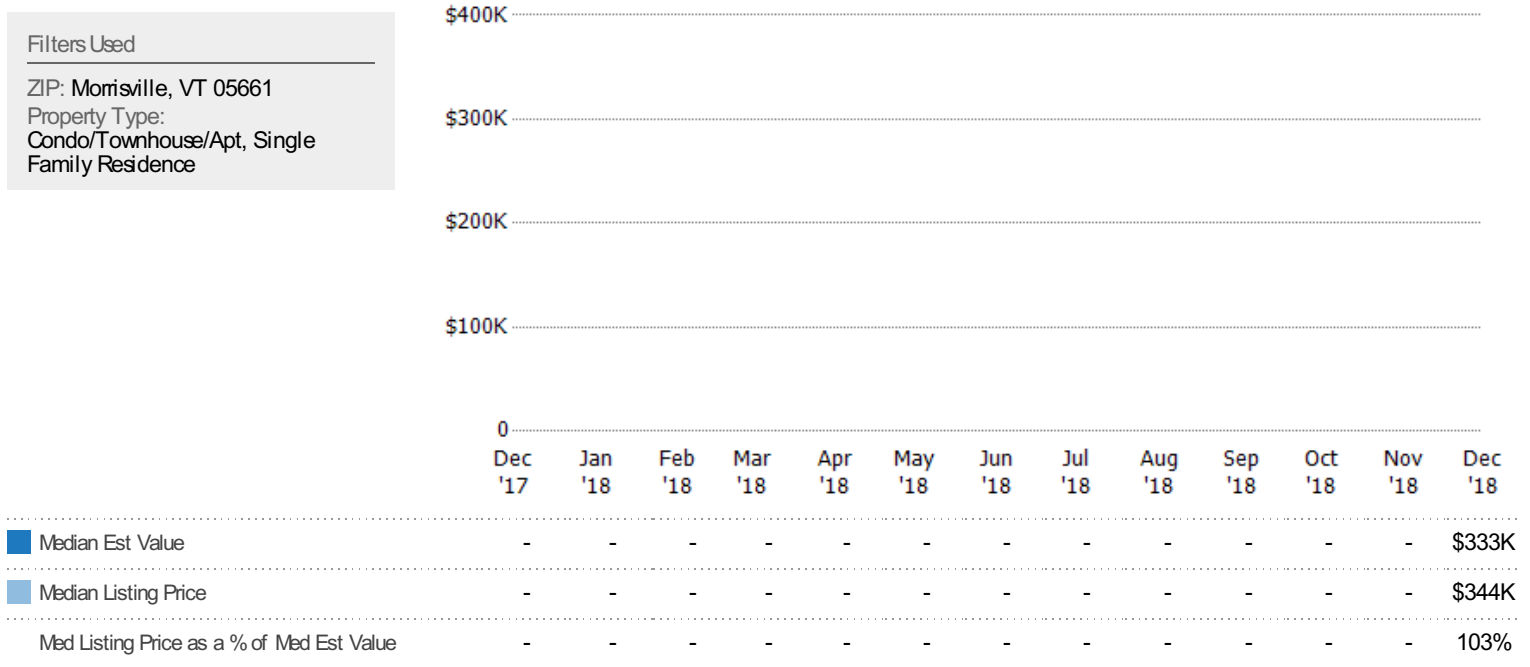 Filters Used
ZIP: Morrisville, VT 05661
Property Type:
Condo/Townhouse/Apt, Single
Family Residence
$400K
$300K
$200K
$100K
0
Dec Jan Feb Mar Apr May Jun Jul Aug Sep Oct Nov Dec
'17 '18 '18 '18 '18 '18 '18 '18 '18 '18 '18 '18 '18
Median Est Value - - - - - - - - - - - - $333K
Median Listing Price - - - - - - - - - - - - $344K
Med Listing Price as a % of Med Est Value - - - - - - - - - - - - 103%